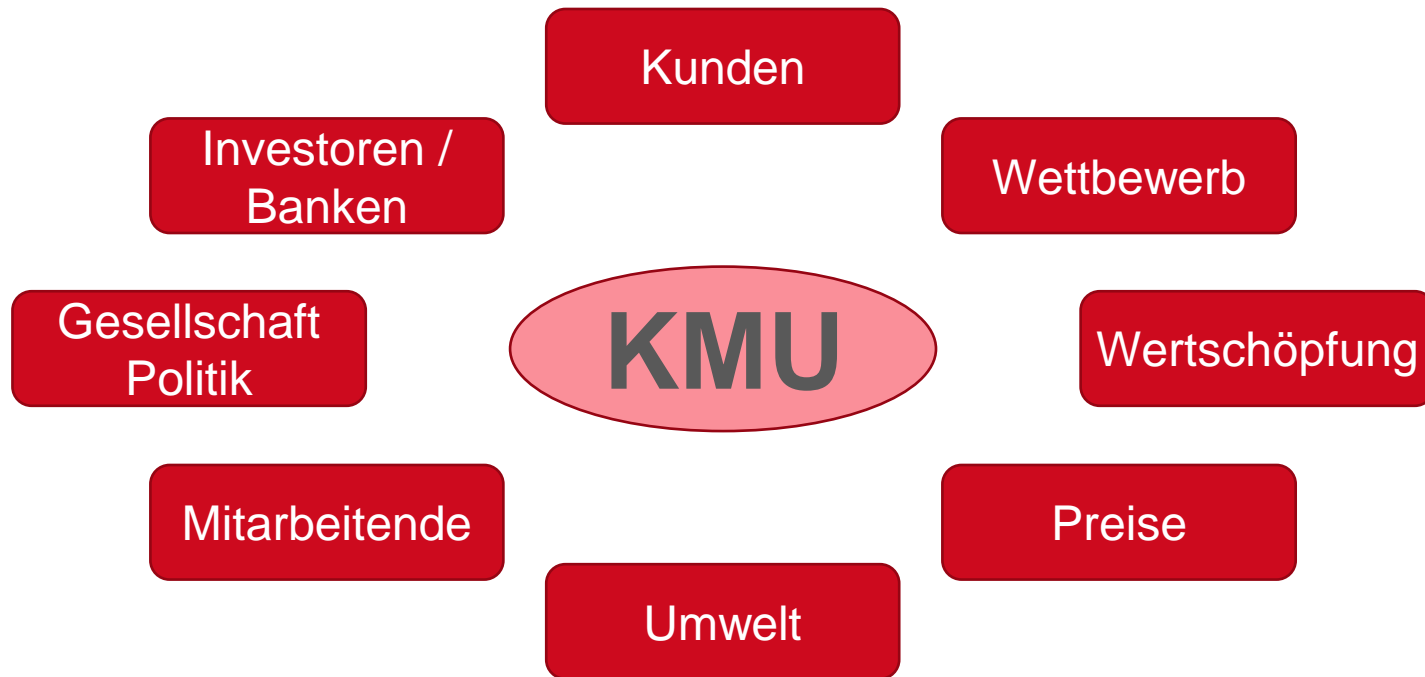 Kunden
Investoren /
Banken
Wettbewerb
Gesellschaft
Politik
KMU
Wertschöpfung
Mitarbeitende
Preise
Umwelt